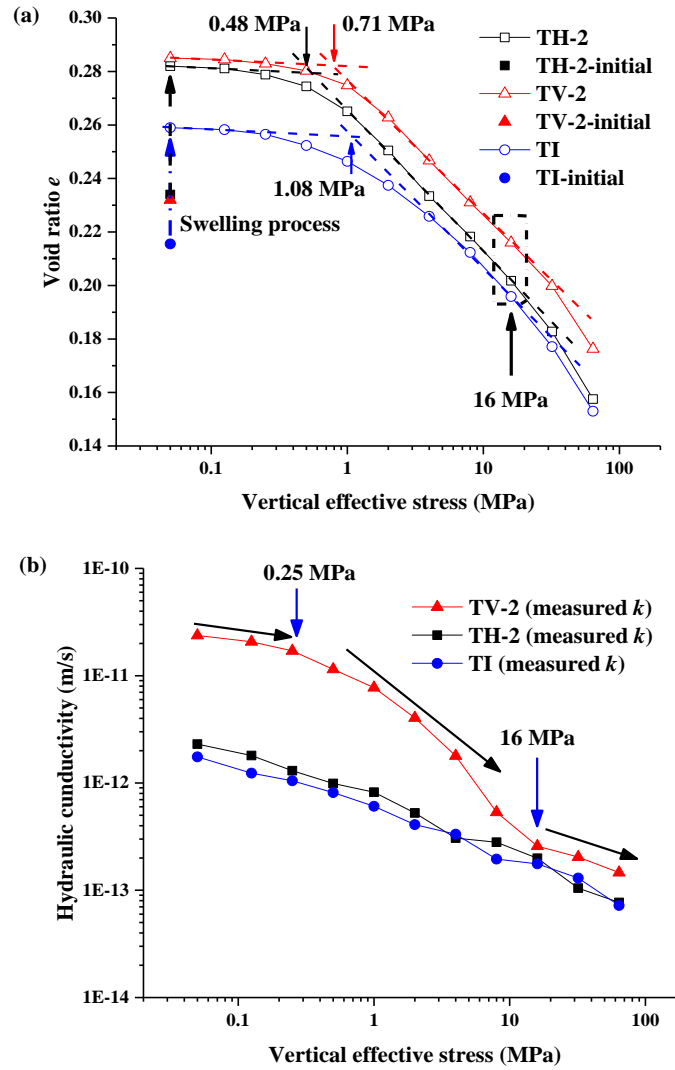 (a)
0.48 MPa
0.71 MPa
0.30
0.28
0.26
0.24
0.22
0.20
0.18
0.16
0.14
Void ratio e
TH-2
TH-2-initial
TV-2
TV-2-initial
TI
TI-initial
1.08 MPa
Swelling process
16 MPa
0.1
1
10
100
Vertical effective stress (MPa)
(b)
1E-10
1E-11
1E-12
1E-13
1E-14
Hydraulic cunductivity (m/s)
0.25 MPa
TV-2 (measured k)
TH-2 (measured k)
TI (measured k)
16 MPa
0.1
1
10
100
Vertical effective stress (MPa)